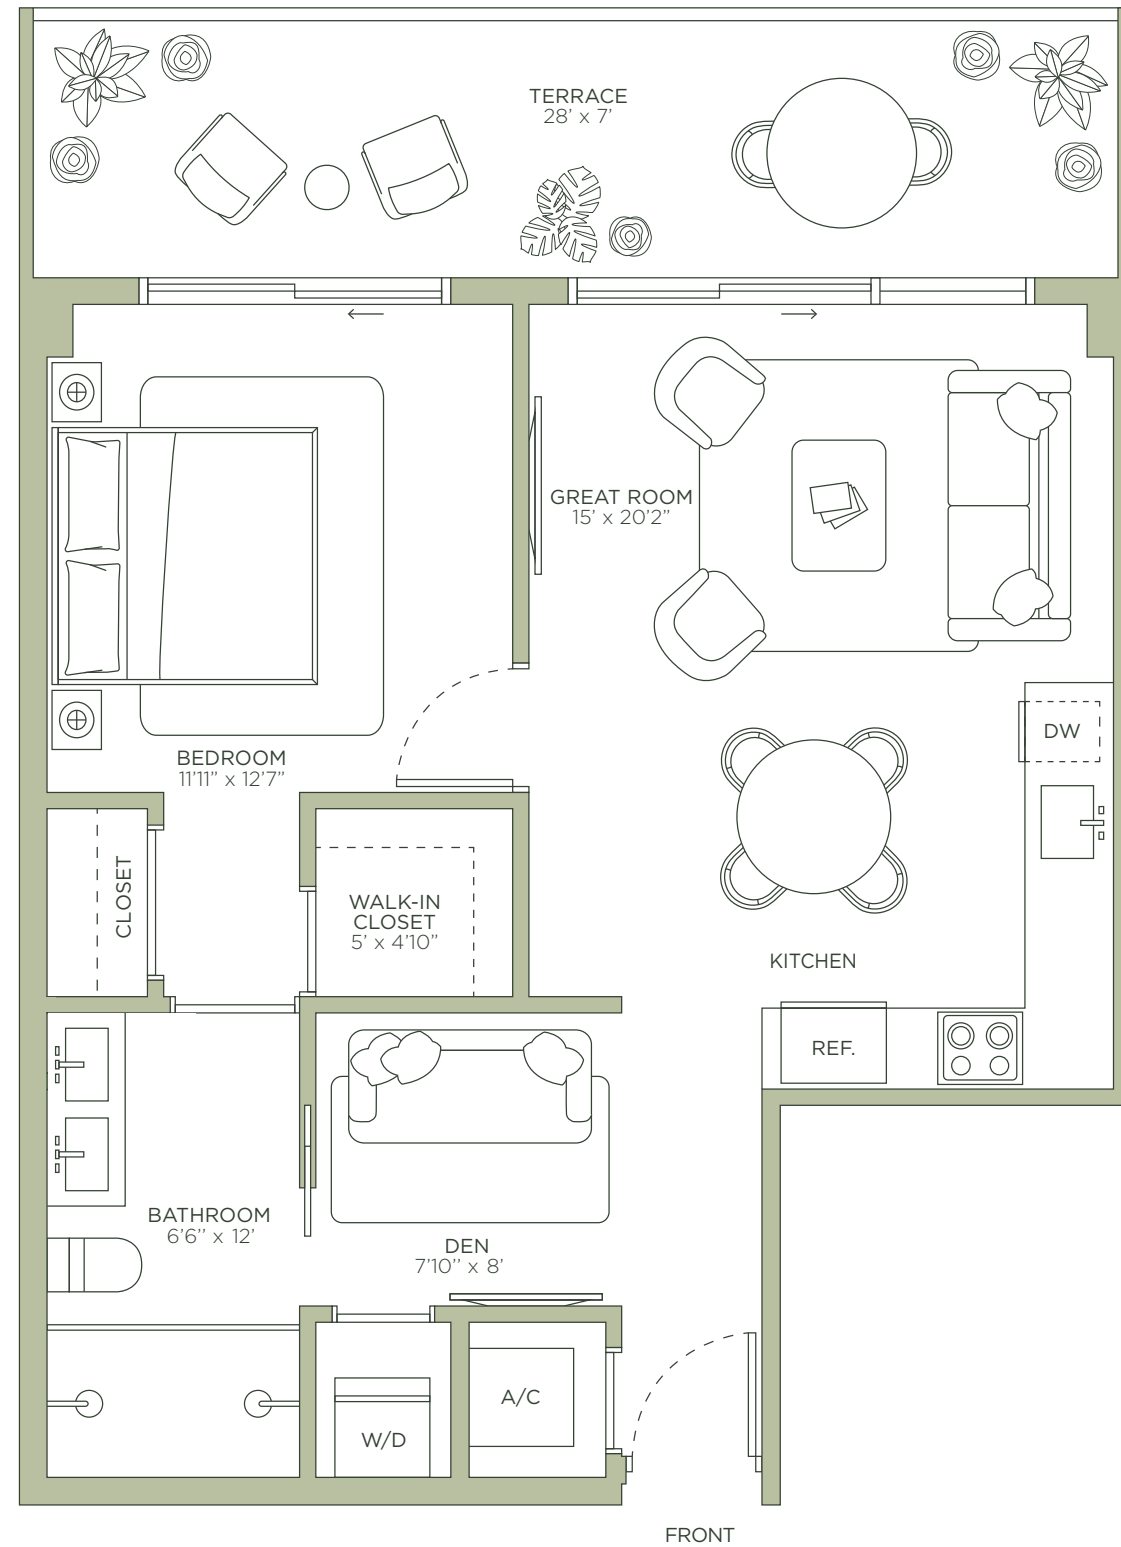 TERRACE
28' x 7'
GREAT ROOM
15' x 20'2”
BEDROOM
11'11” x 12'7”
DW
CLOSET
WALK-IN
CLOSET
5' x 4'10”
KITCHEN
REF.
BATHROOM
6'6'' x 12'
DEN
7'10'' x 8'
A/C
W/D
FRONT